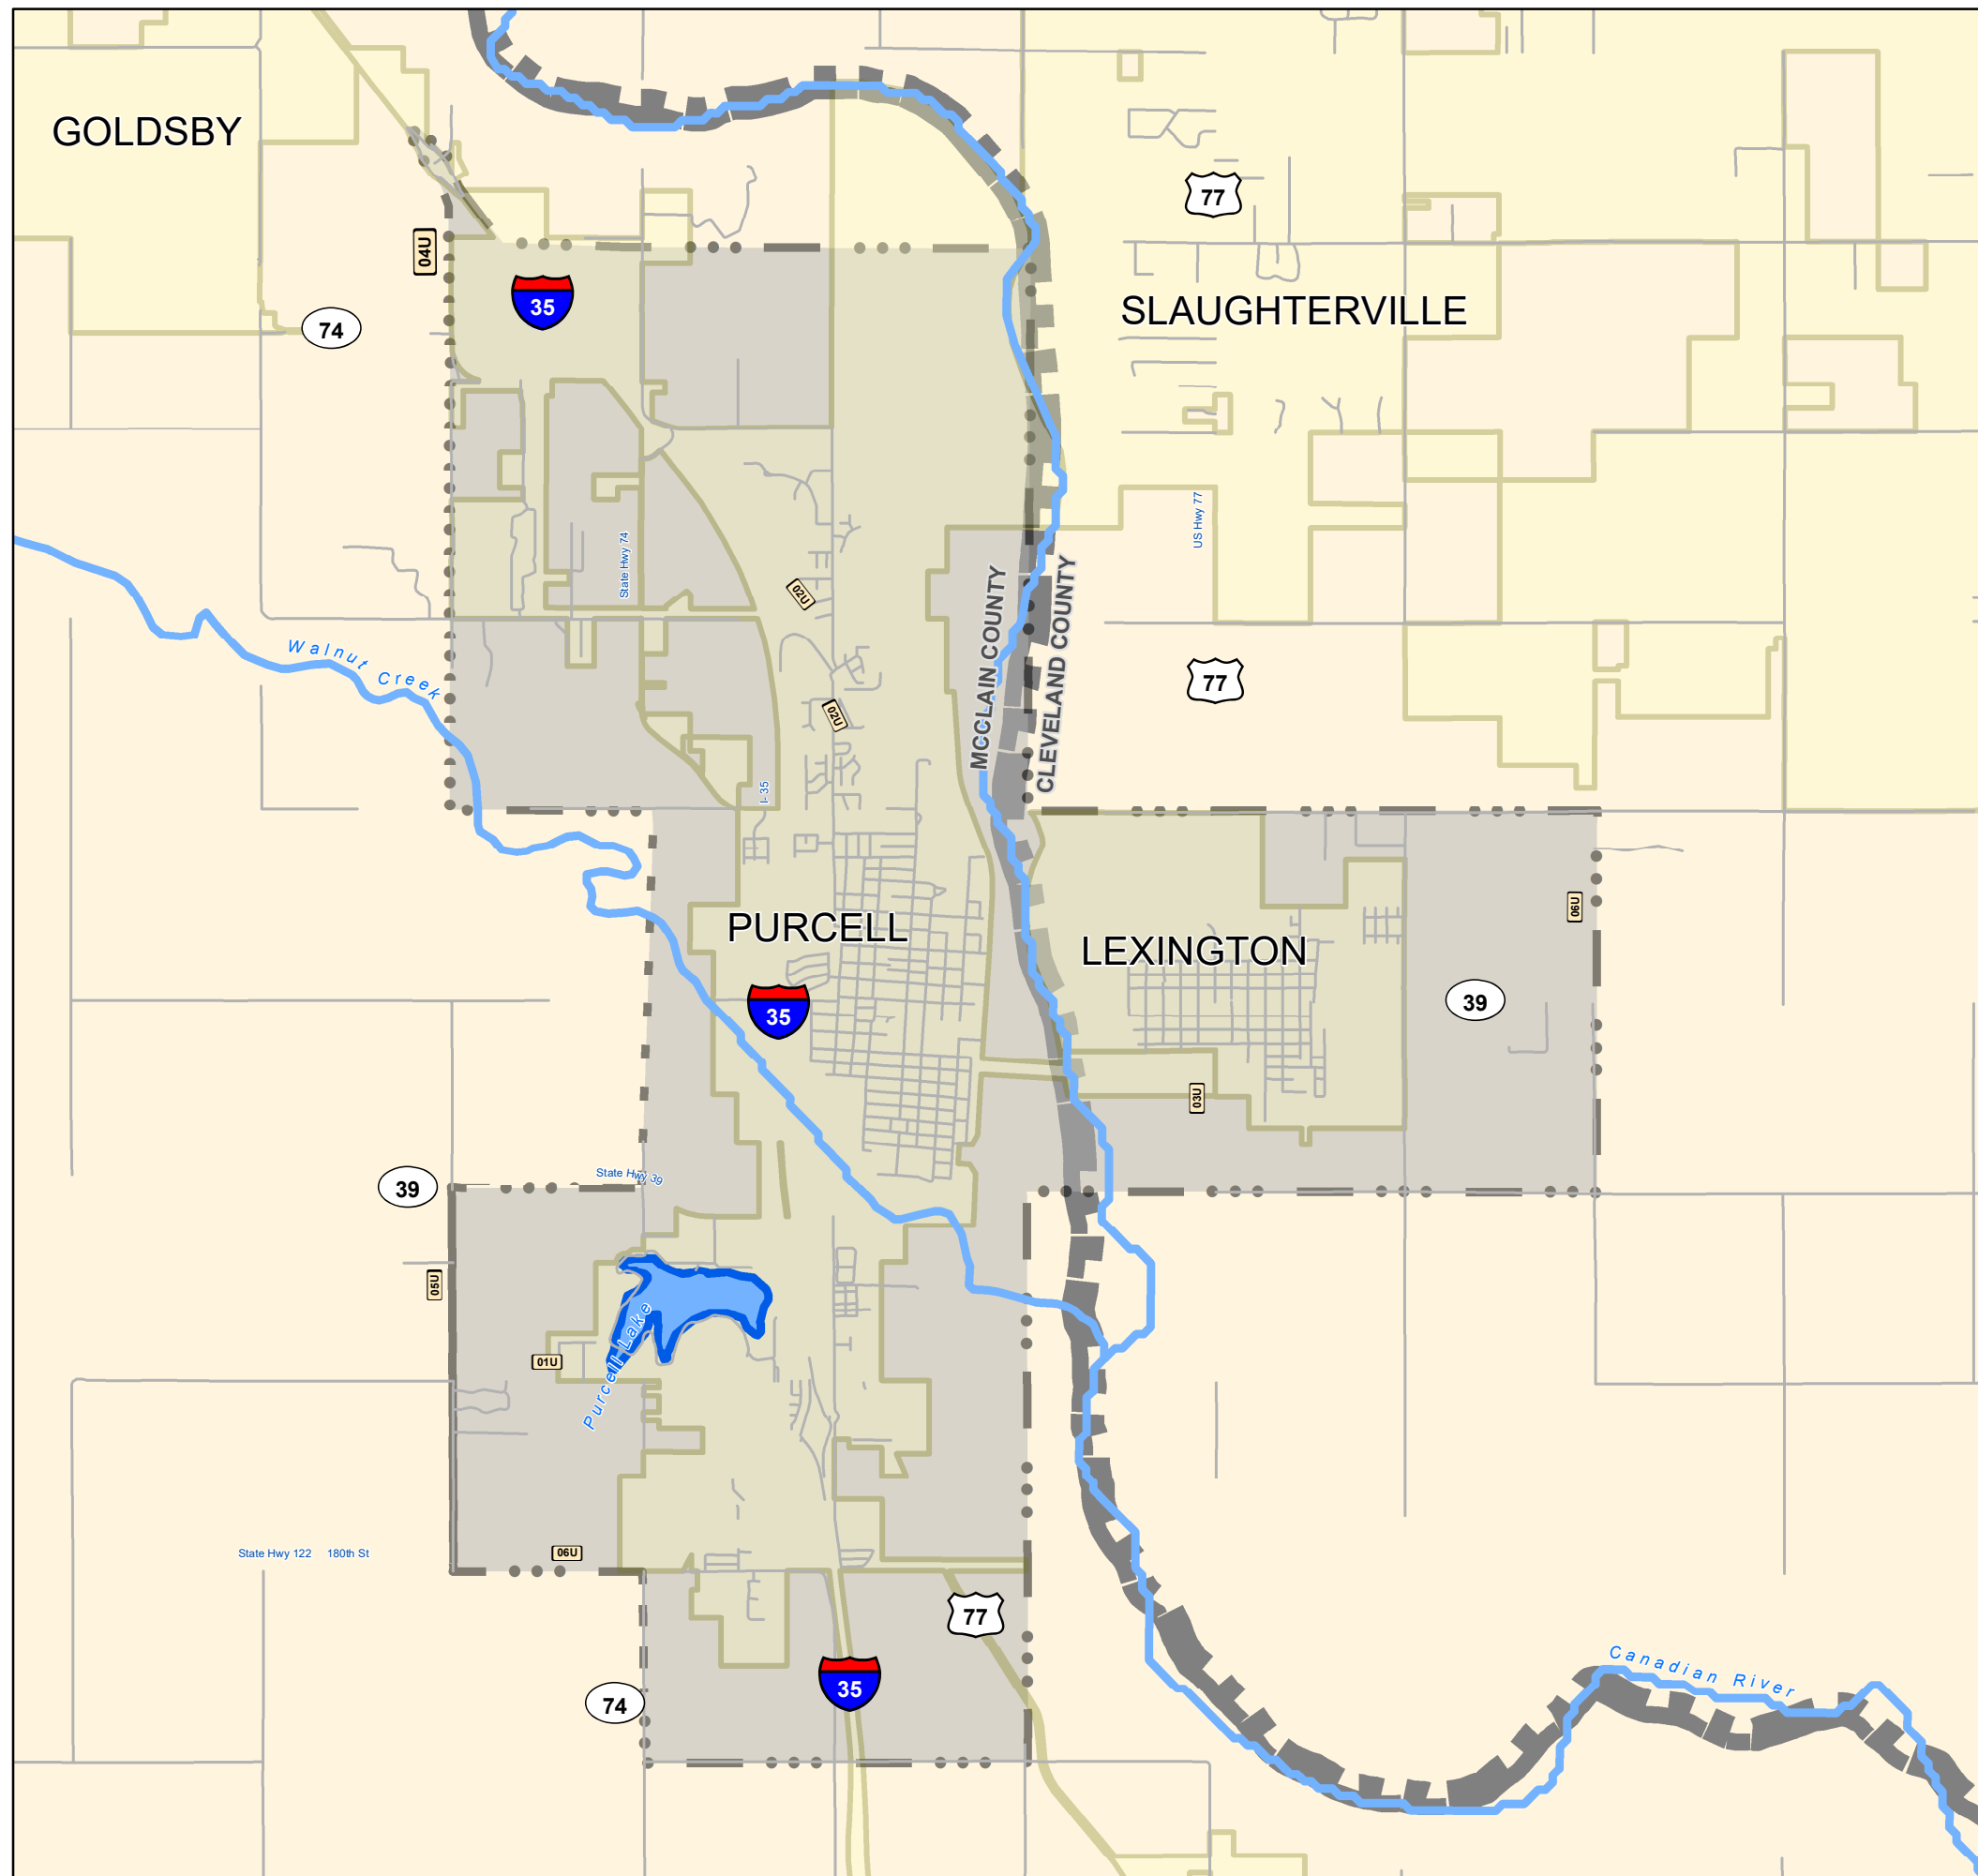 GOLDSBY
77
04U
SLAUGHTERVILLE
35
74
US Hwy 77
State Hwy 74
02U
MCCLAIN COUNTY
CLEVELAND COUNTY
Walnut Creek
77
02U
I-35
06U
PURCELL
LEXINGTON
39
35
03U
State Hwy 39
39
05U
01U
Purcell Lake
State Hwy 122 180th St
06U
77
35
74
Canadian River